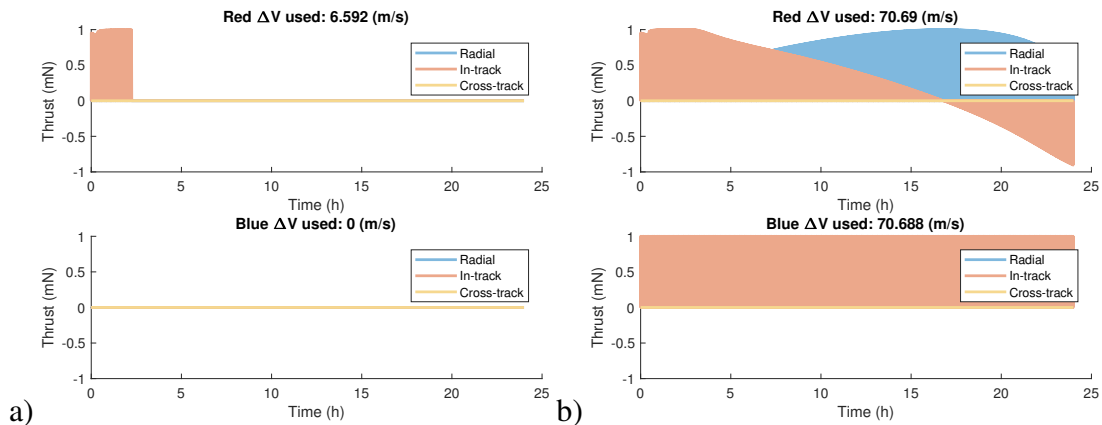 Red ΔV used: 6.592 (m/s)
1
0.5
0
-0.5
-1
Thrust (mN)
Radial
In-track
Cross-track
0 5 10 15 20 25
Time (h)
Blue ΔV used: 0 (m/s)
1
0.5
0
-0.5
-1
Thrust (mN)
Radial
In-track
Cross-track
0 5 10 15 20 25
Time (h)
a)
Red ΔV used: 70.69 (m/s)
1
0.5
0
-0.5
-1
Thrust (mN)
Radial
In-track
Cross-track
0 5 10 15 20 25
Time (h)
Blue ΔV used: 70.688 (m/s)
1
0.5
0
-0.5
-1
Thrust (mN)
Radial
In-track
Cross-track
0 5 10 15 20 25
Time (h)
b)